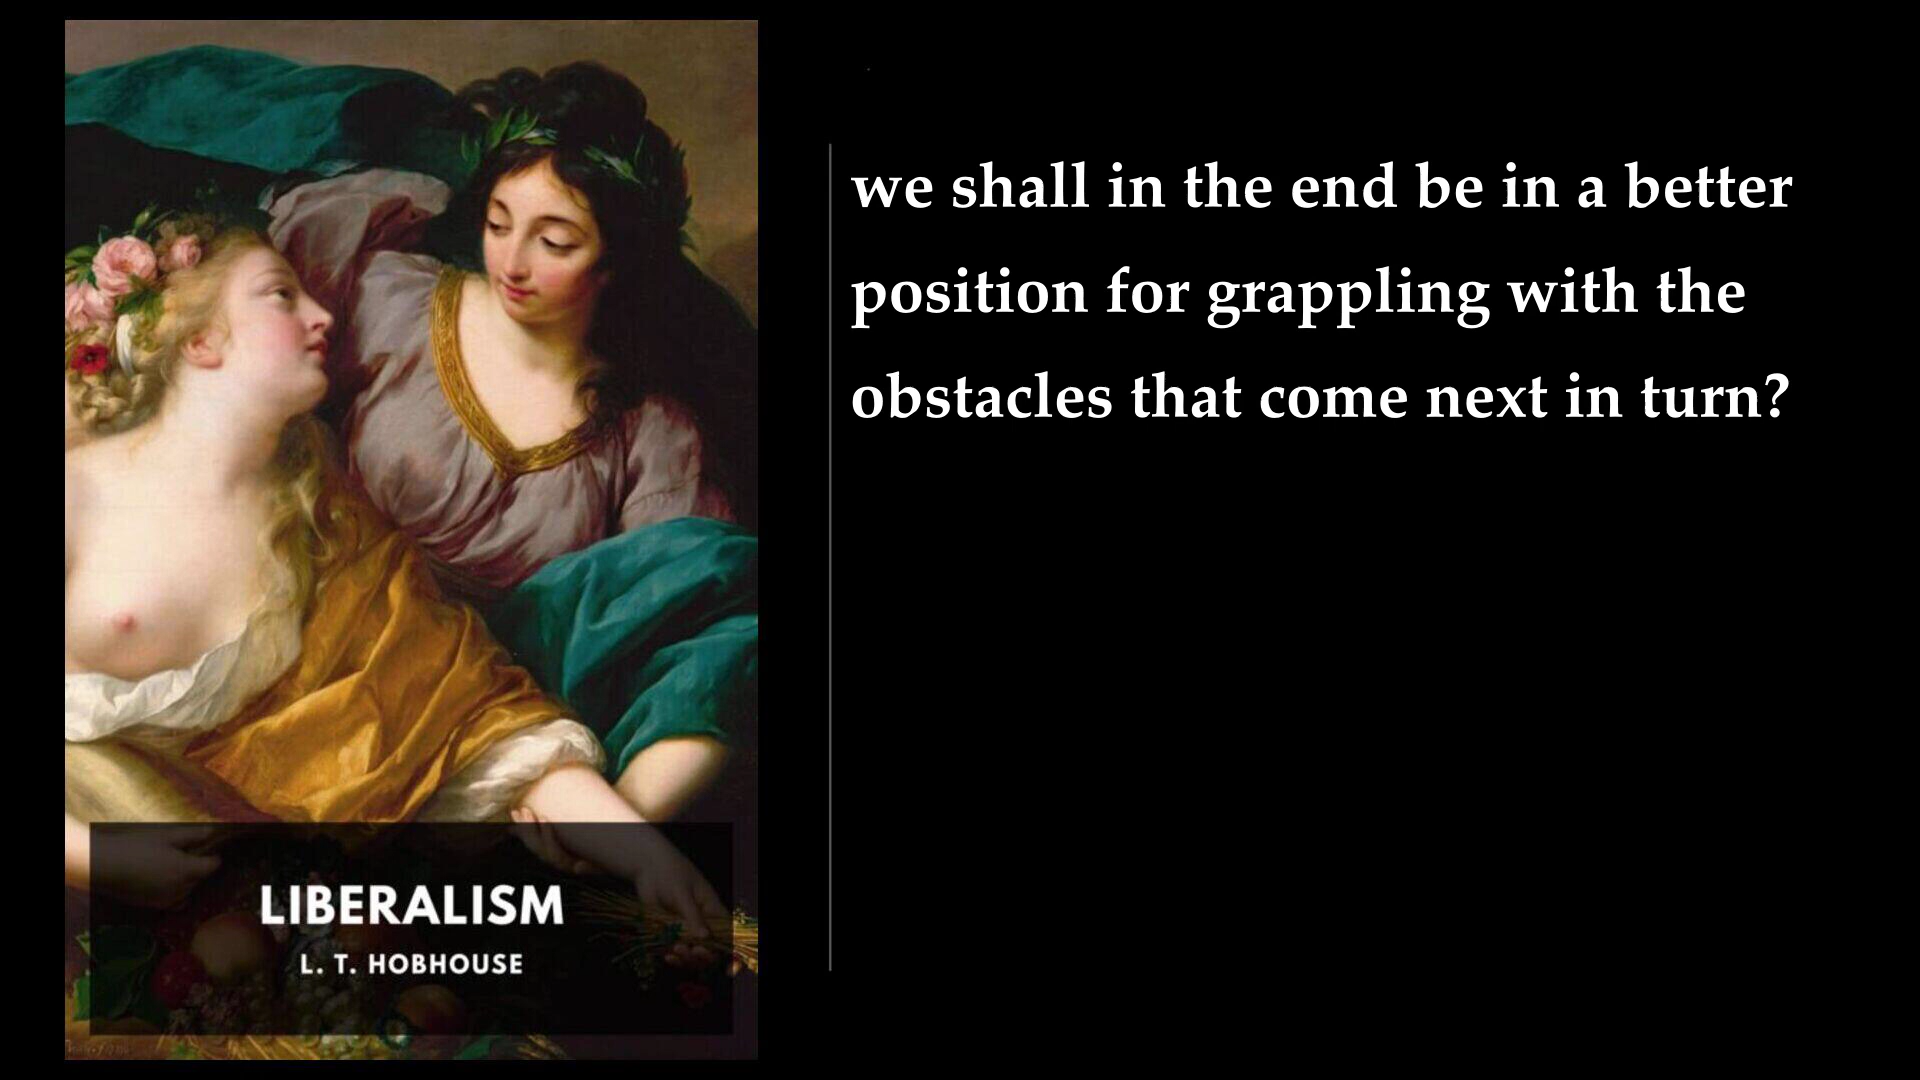 we shall in the end be in a better
position for grappling with the
obstacles that come next in turn?
LIBERALISM
L. T. HOBHOUSE